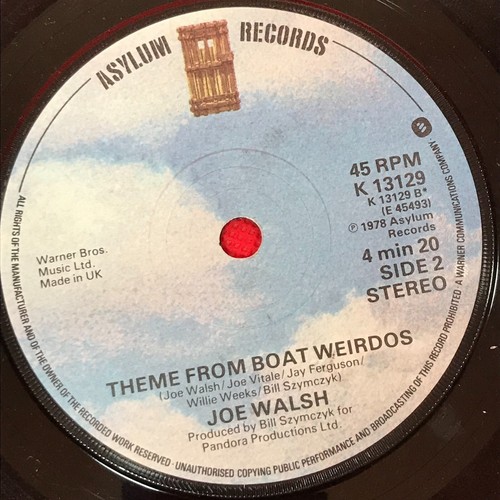 ASYLUM RECORDS
45 RPM
K 13129
K 13129 B*
(E 45493)
℗ 1978 Asylum
Records
4 min 20
SIDE 2
STEREO
Warner Bros.
Music Ltd.
Made in UK
THEME FROM BOAT WEIRDOS
(Joe Walsh/Joe Vitale/Jay Ferguson/
Willie Weeks/Bill Szymczyk)
JOE WALSH
Produced by Bill Szymczyk for
Pandora Productions Ltd.
ALL RIGHTS OF THE MANUFACTURER AND OF THE OWNER OF THE RECORDED WORK RESERVED · UNAUTHORISED COPYING PUBLIC PERFORMANCE AND BROADCASTING OF THIS RECORD PROHIBITED · A WARNER COMMUNICATIONS COMPANY.